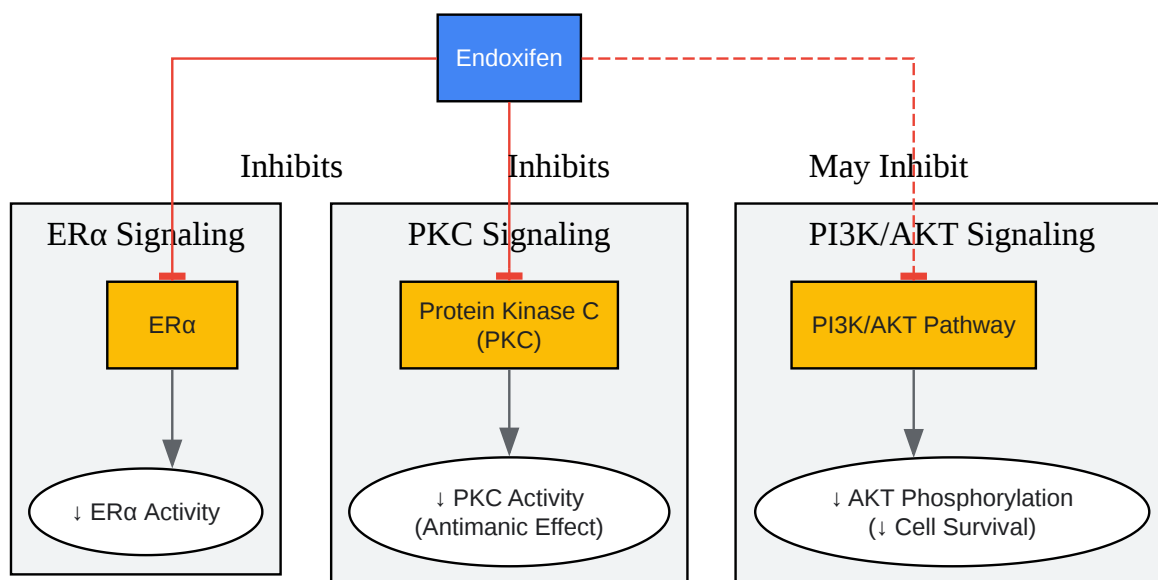 Endoxifen
Inhibits
Inhibits
May Inhibit
ERα Signaling
PKC Signaling
PI3K/AKT Signaling
ERα
Protein Kinase C
(PKC)
PI3K/AKT Pathway
↓ ERα Activity
↓ PKC Activity
(Antimanic Effect)
↓ AKT Phosphorylation
(↓ Cell Survival)